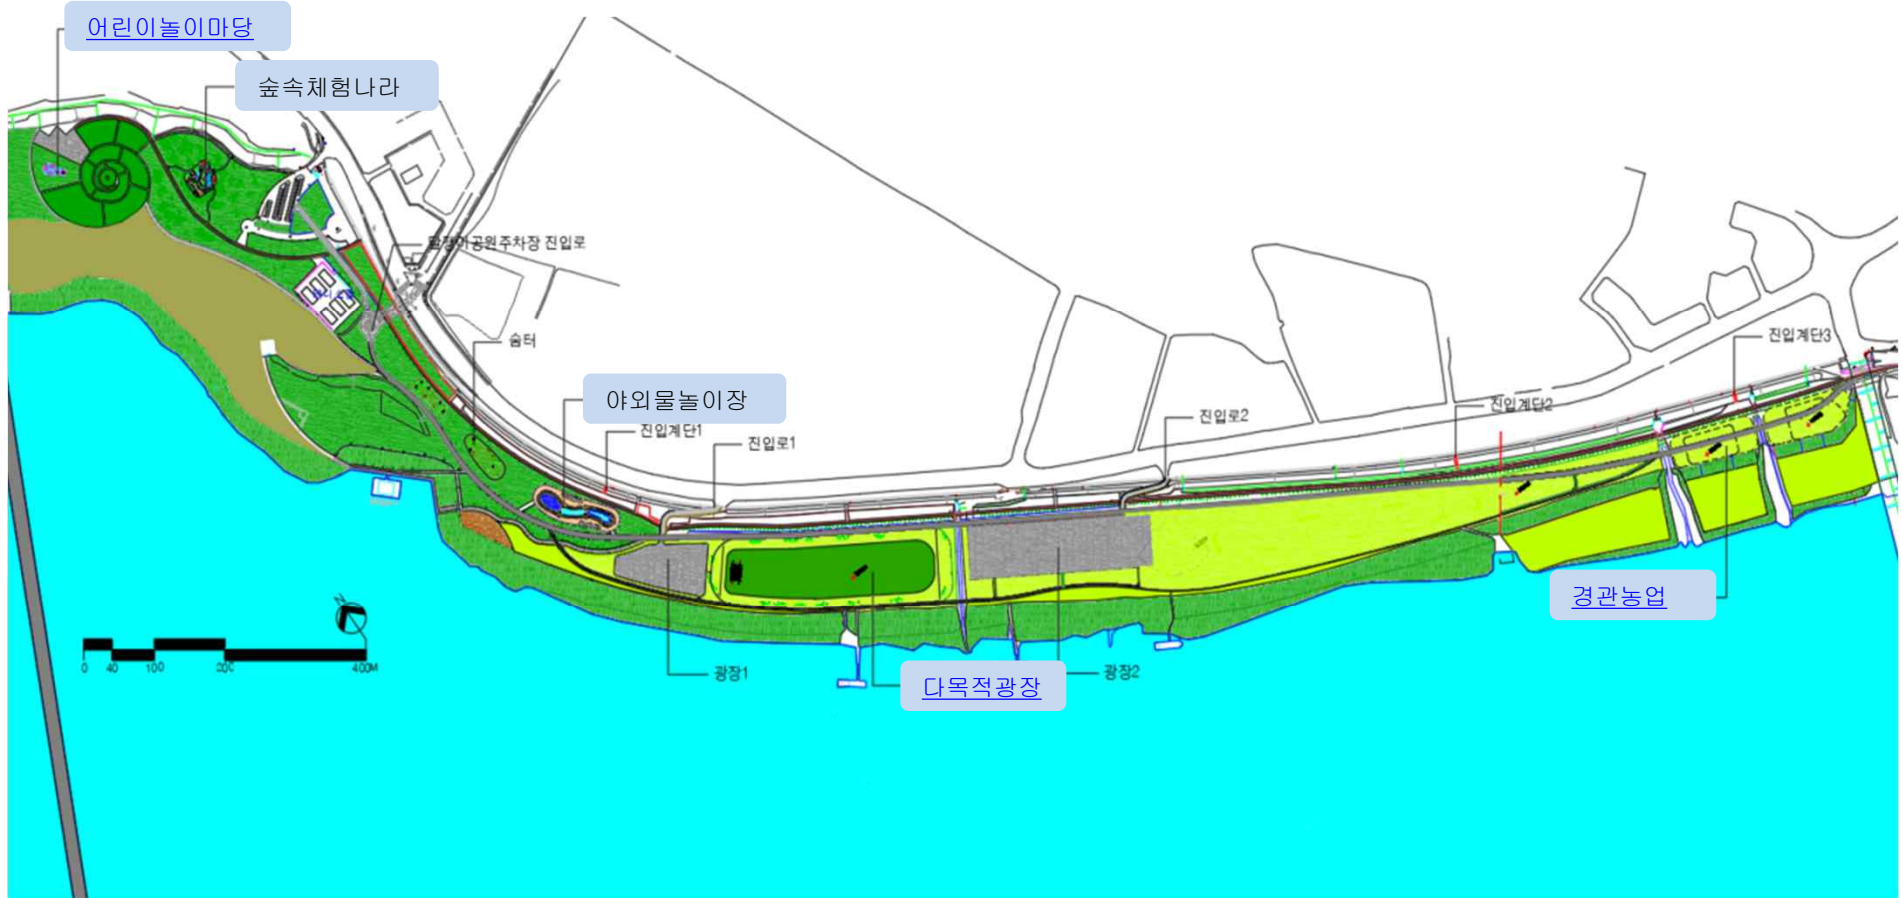 어린이놀이마당
숲속체험나라
공원주차장 진입로
숨터
야외물놀이장
진입계단1
진입로1
진입로2
진입계단2
진입계단3
경관농업
광장1
다목적광장
광장2
N
0 40 100 200 400M